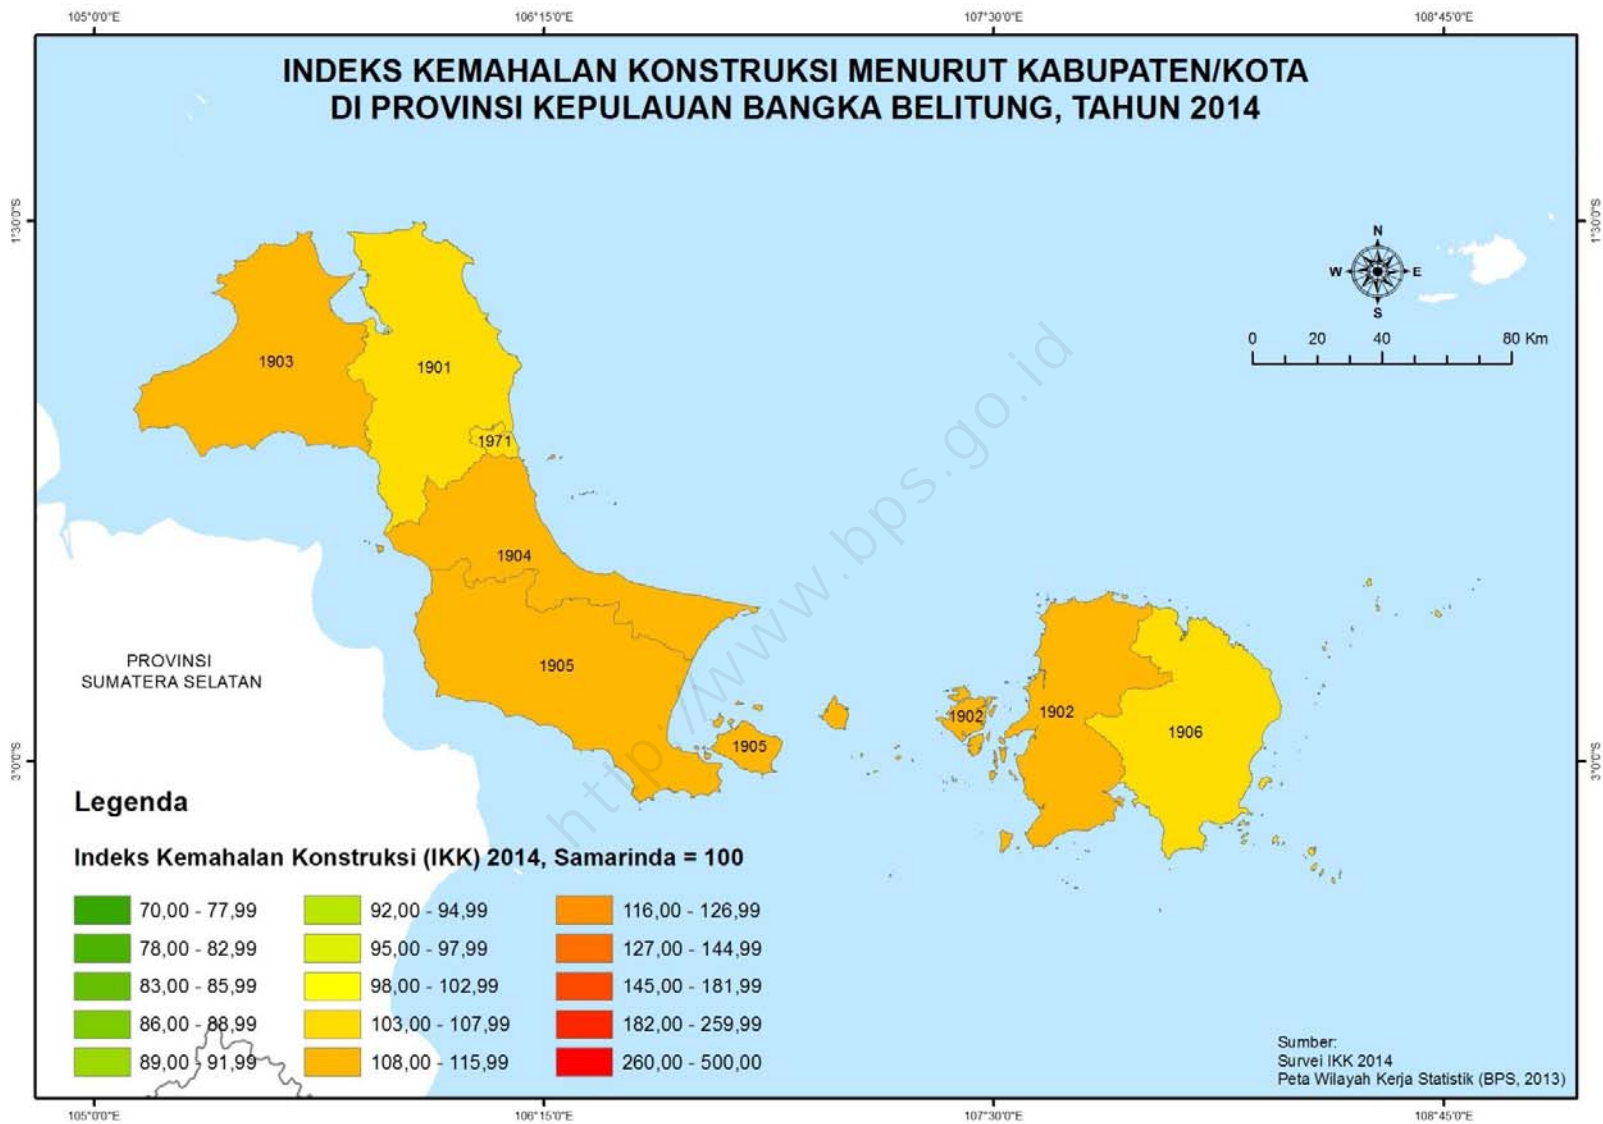 105°0'0"E
106°15'0"E
107°30'0"E
108°45'0"E
INDEKS KEMAHALAN KONSTRUKSI MENURUT KABUPATEN/KOTA
DI PROVINSI KEPULAUAN BANGKA BELITUNG, TAHUN 2014
1°30'0"S
1°30'0"S
N
W
E
S
0
20
40
80 Km
1903
1901
1971
1904
1905
1905
1902
1902
1906
PROVINSI
SUMATERA SELATAN
3°0'0"S
3°0'0"S
http://www.bps.go.id
Legenda
Indeks Kemahalan Konstruksi (IKK) 2014, Samarinda = 100
70,00 - 77,99
92,00 - 94,99
116,00 - 126,99
78,00 - 82,99
95,00 - 97,99
127,00 - 144,99
83,00 - 85,99
98,00 - 102,99
145,00 - 181,99
86,00 - 88,99
103,00 - 107,99
182,00 - 259,99
89,00 - 91,99
108,00 - 115,99
260,00 - 500,00
Sumber:
Survei IKK 2014
Peta Wilayah Kerja Statistik (BPS, 2013)
105°0'0"E
106°15'0"E
107°30'0"E
108°45'0"E